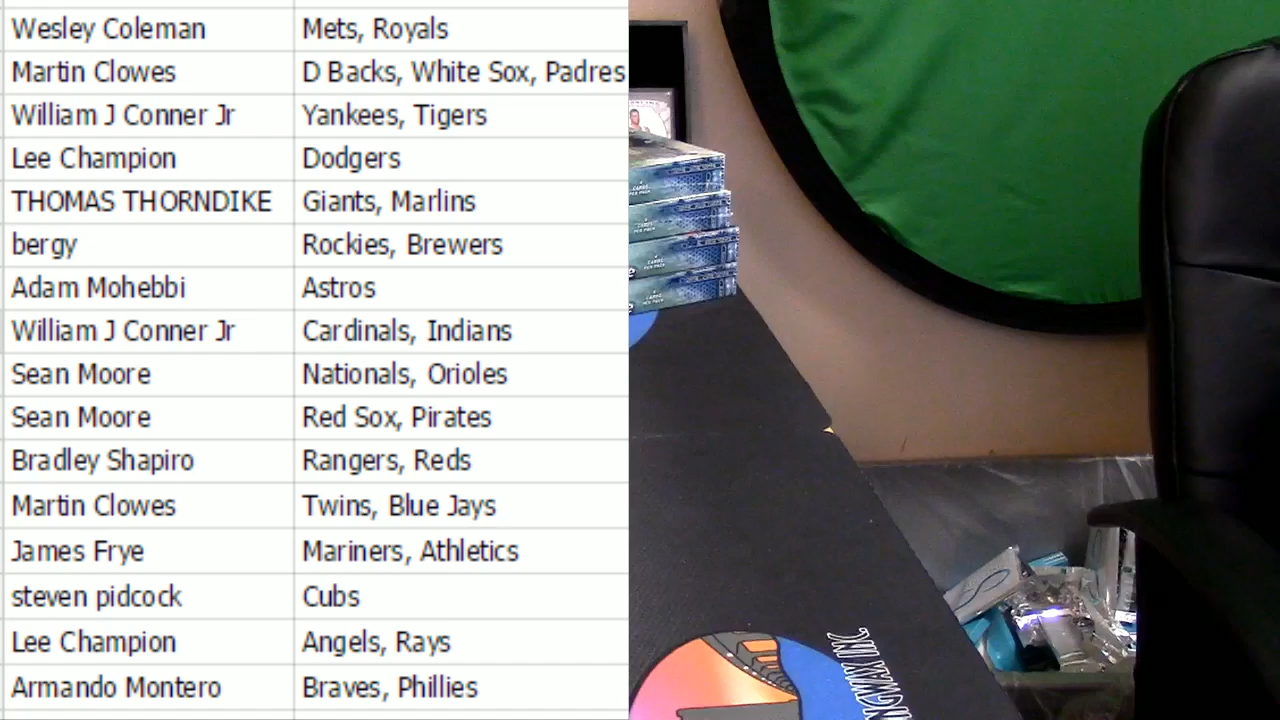 Wesley Coleman Mets, Royals
Martin Clowes D Backs, White Sox, Padres
William J Conner Jr Yankees, Tigers
Lee Champion Dodgers
THOMAS THORNDIKE Giants, Marlins
bergy Rockies, Brewers
Adam Mohebbi Astros
William J Conner Jr Cardinals, Indians
Sean Moore Nationals, Orioles
Sean Moore Red Sox, Pirates
Bradley Shapiro Rangers, Reds
Martin Clowes Twins, Blue Jays
James Frye Mariners, Athletics
steven pidcock Cubs
Lee Champion Angels, Rays
Armando Montero Braves, Phillies
INGWAX INC.